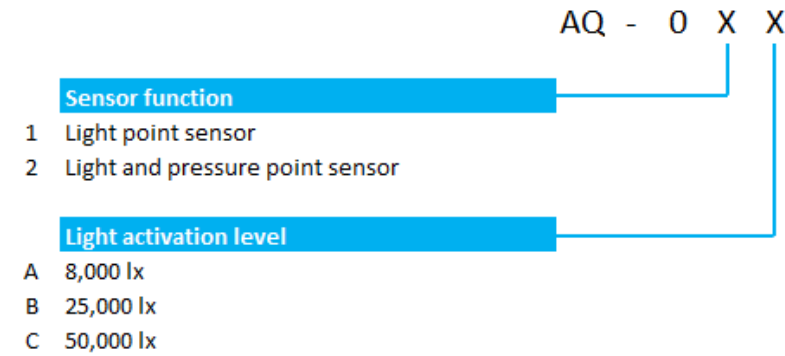 AQ - 0 X X
Sensor function
1 Light point sensor
2 Light and pressure point sensor
Light activation level
A 8,000 lx
B 25,000 lx
C 50,000 lx